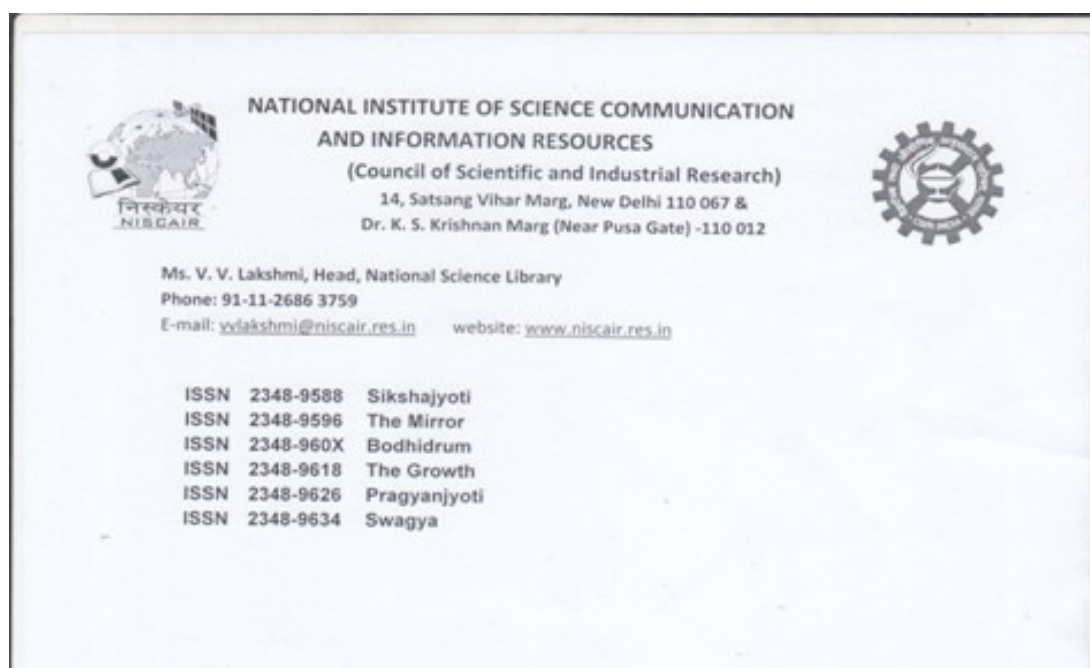 NATIONAL INSTITUTE OF SCIENCE COMMUNICATION
AND INFORMATION RESOURCES
(Council of Scientific and Industrial Research)
14, Satsang Vihar Marg, New Delhi 110 067 &
Dr. K. S. Krishnan Marg (Near Pusa Gate) -110 012
निस्केयर
NISCAIR
Ms. V. V. Lakshmi, Head, National Science Library
Phone: 91-11-2686 3759
E-mail: vvlakshmi@niscair.res.in website: www.niscair.res.in
ISSN 2348-9588 Sikshajyoti
ISSN 2348-9596 The Mirror
ISSN 2348-960X Bodhidrum
ISSN 2348-9618 The Growth
ISSN 2348-9626 Pragyanjyoti
ISSN 2348-9634 Swagya